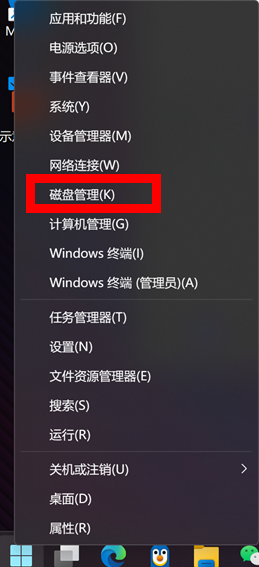 M
示
应用和功能(F)
电源选项(O)
事件查看器(V)
系统(Y)
设备管理器(M)
网络连接(W)
磁盘管理(K)
计算机管理(G)
Windows 终端(I)
Windows 终端 (管理员)(A)
任务管理器(T)
设置(N)
文件资源管理器(E)
搜索(S)
运行(R)
关机或注销(U)
桌面(D)
属性(R)